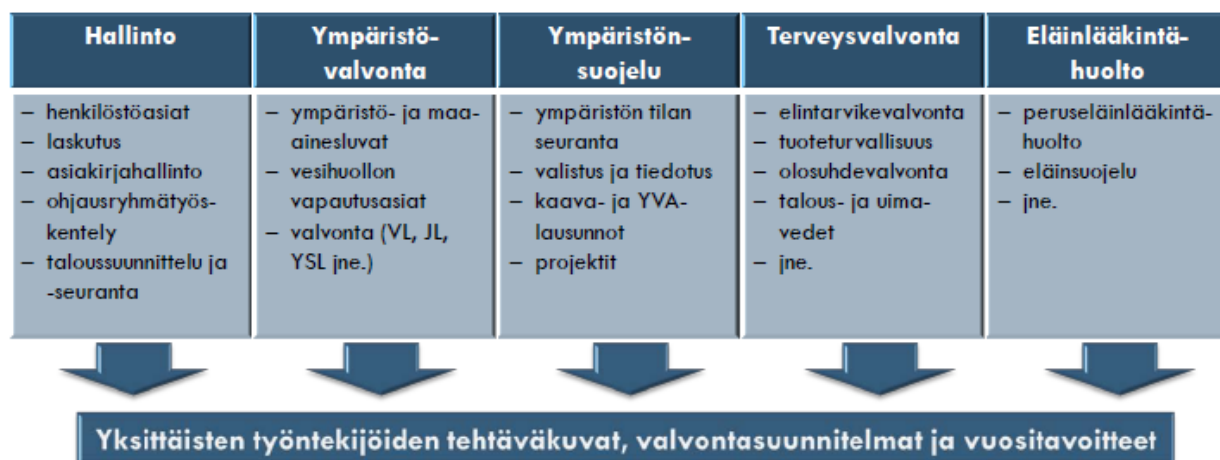 Hallinto
– henkilöstöasiat
– laskutus
– asiakirjahallinto
– ohjausryhmätyös-
kentely
– taloussuunnittelu ja
-seuranta
Ympäristö-
valvonta
– ympäristö- ja maa-
ainesluvat
– vesihuollon
vapautusasiat
– valvonta (VL, JL,
YSL jne.)
Ympäristön-
suojelu
– ympäristön tilan
seuranta
– valistus ja tiedotus
– kaava- ja YVA-
lausunnot
– projektit
Terveysvalvonta
– elintarvikevalvonta
– tuoteturvallisuus
– olosuhdevalvonta
– talous- ja uima-
vedet
– jne.
Eläinlääkintä-
huolto
– peruseläinlääkintä-
huolto
– eläinsuojelu
– jne.
Yksittäisten työntekijöiden tehtäväkuvat, valvontasuunnitelmat ja vuositavoitteet